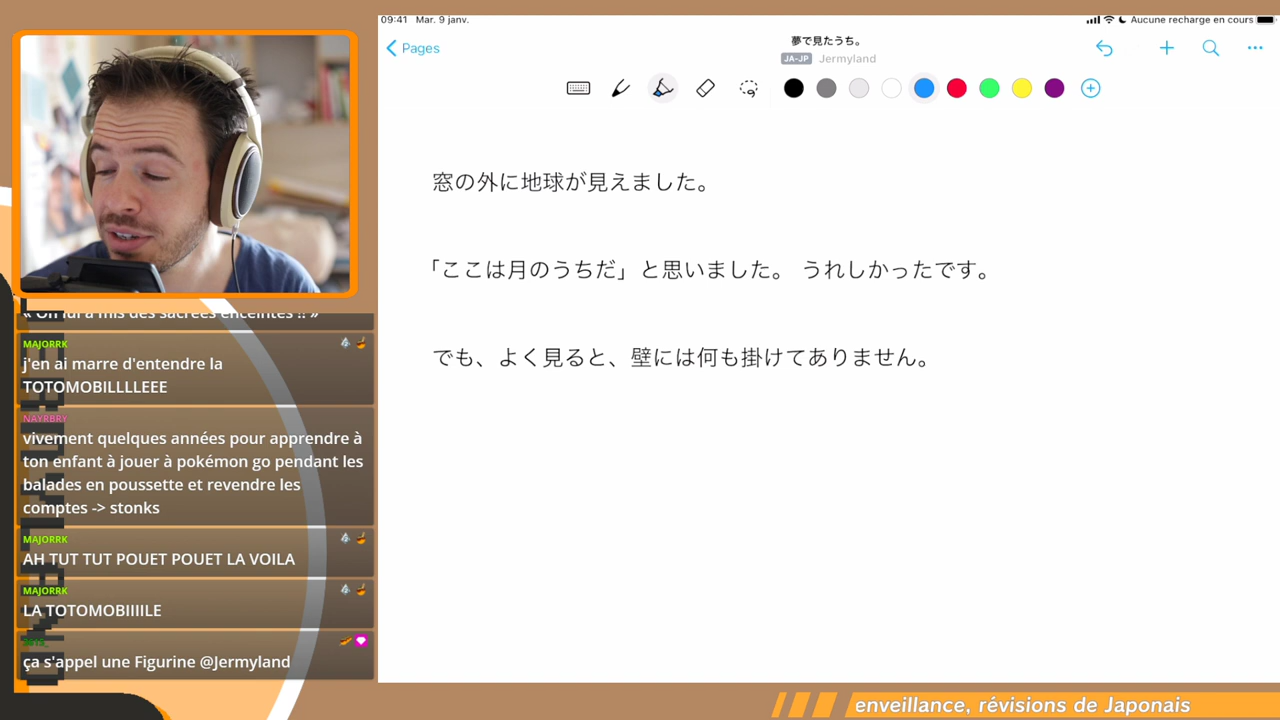 09:41 Mar. 9 janv.
Aucune recharge en cours
Pages
夢で見たうち。
JA-JP Jermyland
窓の外に地球が見えました。
「ここは月のうちだ」と思いました。 うれしかったです。
でも、よく見ると、壁には何も掛けてありません。
« On lui a mis des sacrées enceintes !! »
MAJORRK
j'en ai marre d'entendre la
TOTOMOBILLLLEEE
NAYRBRY
vivement quelques années pour apprendre à
ton enfant à jouer à pokémon go pendant les
balades en poussette et revendre les
comptes -> stonks
MAJORRK
AH TUT TUT POUET POUET LA VOILA
MAJORRK
LA TOTOMOBIIIILE
ça s'appel une Figurine @Jermyland
enveillance, révisions de Japonais